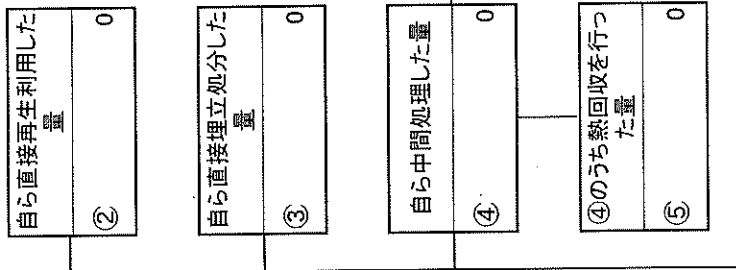 自ら直接再生利用した
量
② 0
自ら直接埋立処分した
量
③ 0
自ら中間処理した量
④ 0
④のうち熱回収を行っ
た量
⑤ 0